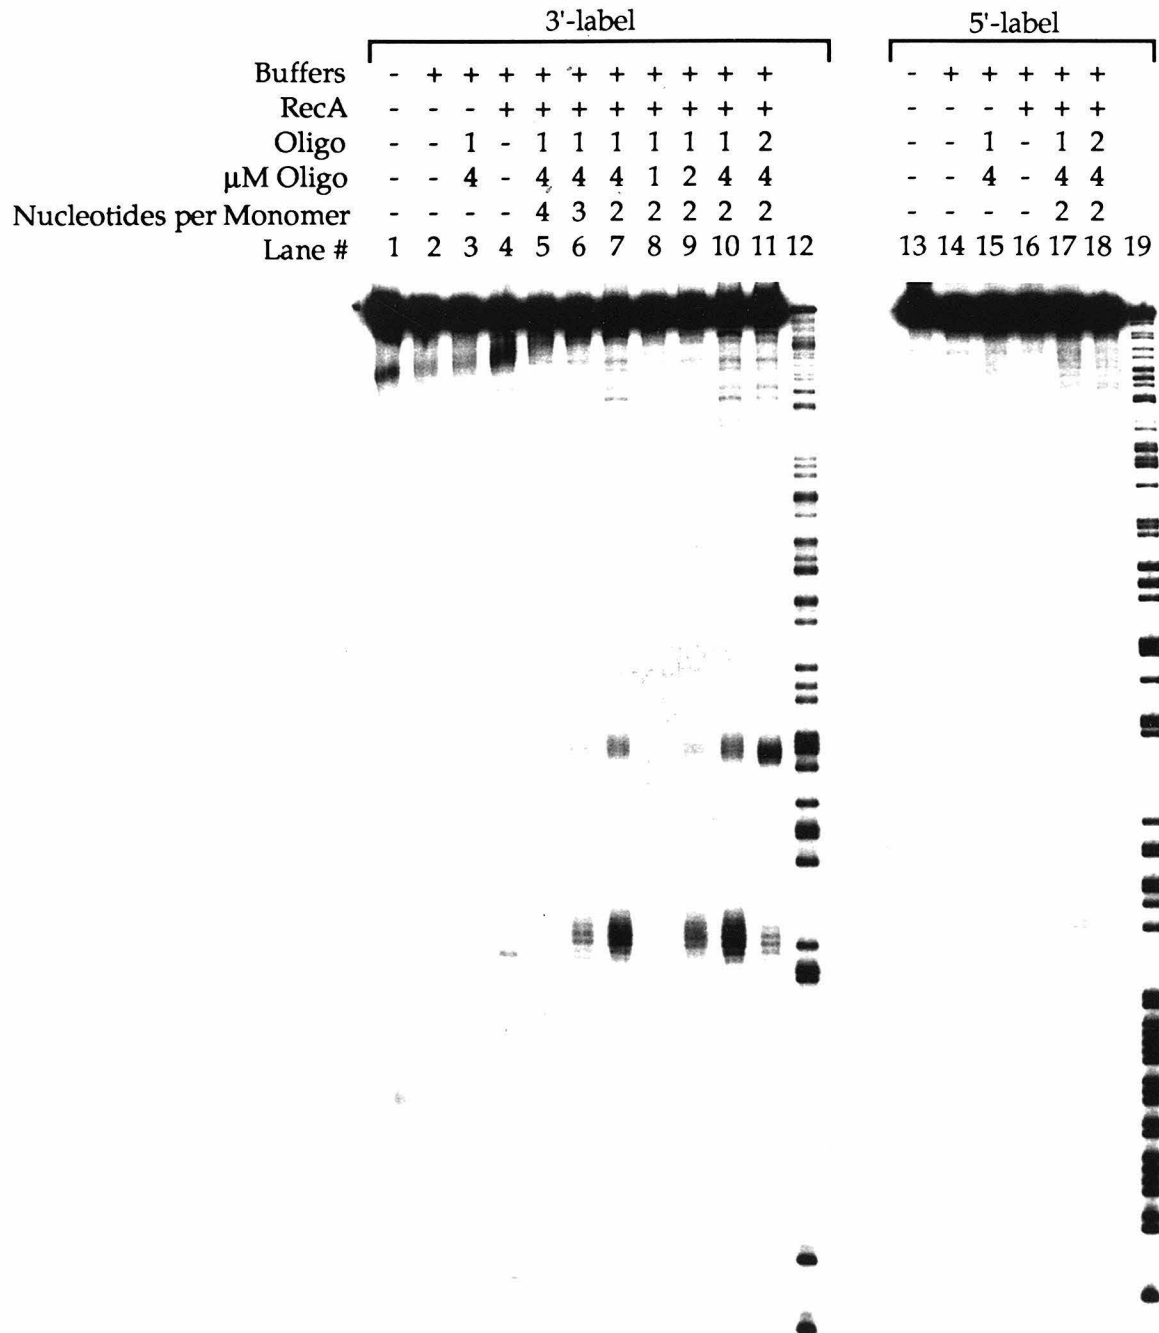 3'-label 5'-label
Buffers - + + + + + + + + + + - + + + + +
RecA - - - + + + + + + + + - - - + + +
Oligo - - 1 - 1 1 1 1 1 1 2 - - 1 - 1 2
μM Oligo - - 4 - 4 4 4 1 2 4 4 - - 4 - 4 4
Nucleotides per Monomer - - - - 4 3 2 2 2 2 2 - - - - 2 2
Lane # 1 2 3 4 5 6 7 8 9 10 11 12 13 14 15 16 17 18 19